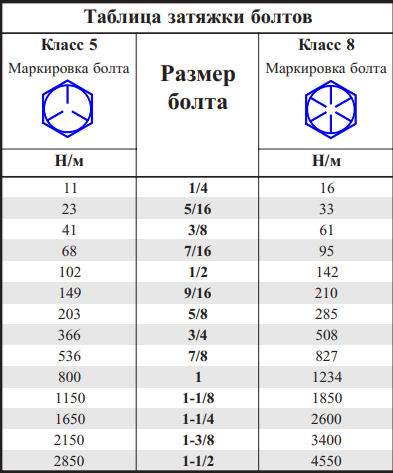 Таблица затяжки болтов
Класс 5
Маркировка болта
Размер
болта
Класс 8
Маркировка болта
Н/м
Н/м
11 1/4 16
23 5/16 33
41 3/8 61
68 7/16 95
102 1/2 142
149 9/16 210
203 5/8 285
366 3/4 508
536 7/8 827
800 1 1234
1150 1-1/8 1850
1650 1-1/4 2600
2150 1-3/8 3400
2850 1-1/2 4550